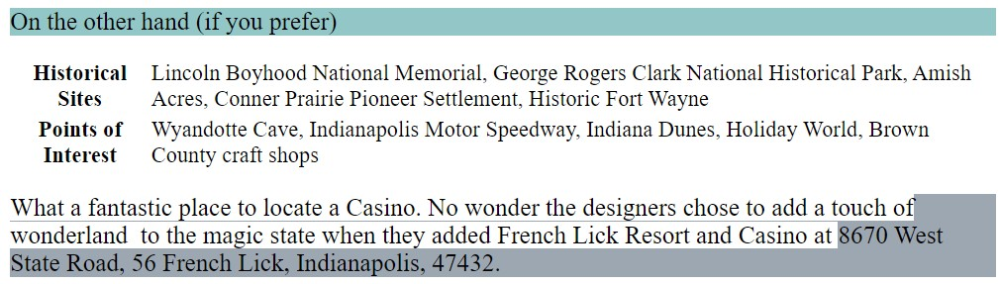 On the other hand (if you prefer)
Historical Lincoln Boyhood National Memorial, George Rogers Clark National Historical Park, Amish
Sites Acres, Conner Prairie Pioneer Settlement, Historic Fort Wayne
Points of Wyandotte Cave, Indianapolis Motor Speedway, Indiana Dunes, Holiday World, Brown
Interest County craft shops
What a fantastic place to locate a Casino. No wonder the designers chose to add a touch of
wonderland  to the magic state when they added French Lick Resort and Casino at 8670 West
State Road, 56 French Lick, Indianapolis, 47432.